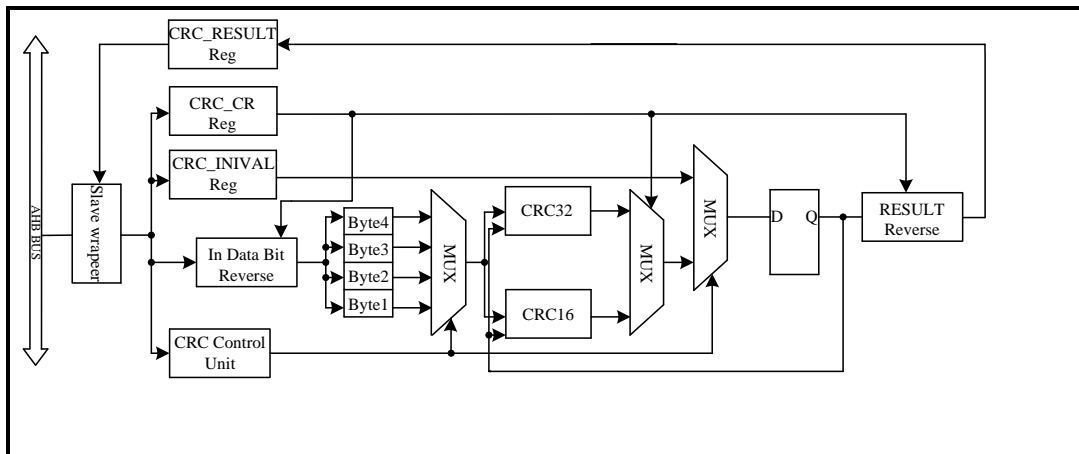 CRC_RESULT
Reg
CRC_CR
Reg
CRC_INIVAL
Reg
AHB BUS
Slave wrapeer
In Data Bit
Reverse
Byte4
Byte3
Byte2
Byte1
MUX
CRC32
CRC16
MUX
MUX
D
Q
RESULT
Reverse
CRC Control
Unit